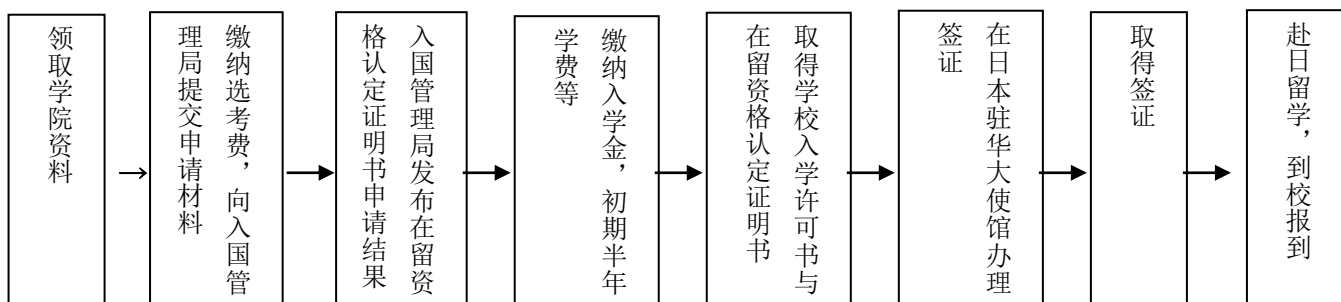 领取学院资料
→
缴纳选考费，向入国管
理局提交申请材料
入国管理局发布在留资
格认定证明书申请结果
缴纳入学金，初期半年
学费等
取得学校入学许可书与
在留资格认定证明书
在日本驻华大使馆办理
签证
取得签证
赴日留学，到校报到